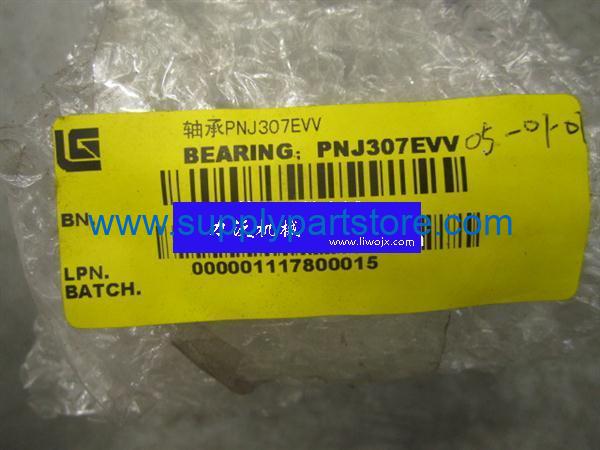 轴承PNJ307EVV
BEARING; PNJ307EVV 05-01-01
BN
www.supplypartstore.com
www.liwojx.com
LPN. 000001117800015
BATCH.